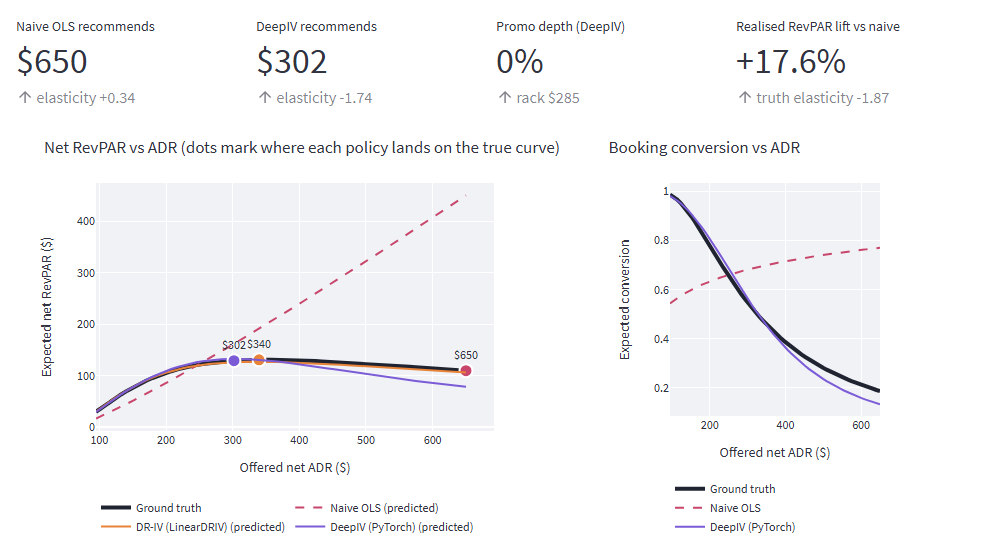 Naive OLS recommends
$650
↑ elasticity +0.34
DeepIV recommends
$302
↑ elasticity -1.74
Promo depth (DeepIV)
0%
↑ rack $285
Realised RevPAR lift vs naive
+17.6%
↑ truth elasticity -1.87
Net RevPAR vs ADR (dots mark where each policy lands on the true curve)
Expected net RevPAR ($)
400
300
200
100
0
$302
$340
$650
100
200
300
400
500
600
Offered net ADR ($)
Ground truth
Naive OLS (predicted)
DR-IV (LinearDRIV) (predicted)
DeepIV (PyTorch) (predicted)
Booking conversion vs ADR
Expected conversion
1
0.8
0.6
0.4
0.2
200
400
600
Offered net ADR ($)
Ground truth
Naive OLS
DeepIV (PyTorch)